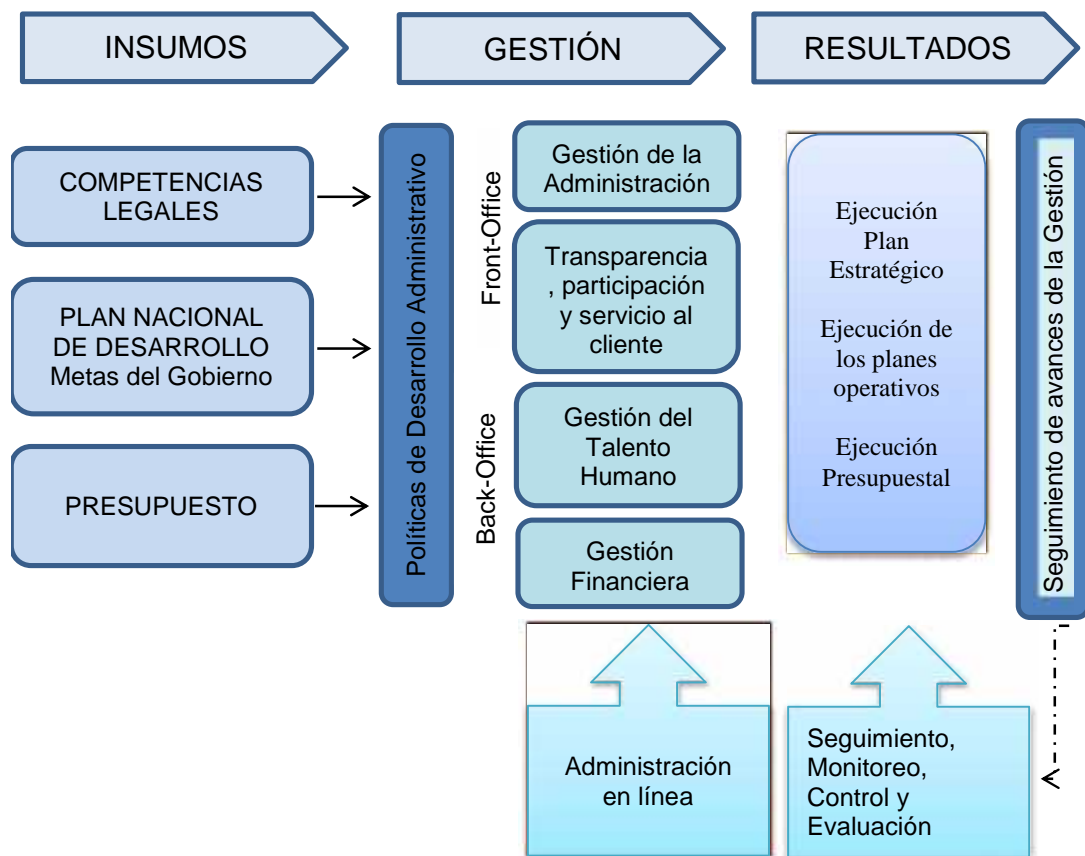 INSUMOS
GESTIÓN
RESULTADOS
COMPETENCIAS
LEGALES
PLAN NACIONAL
DE DESARROLLO
Metas del Gobierno
PRESUPUESTO
Políticas de Desarrollo Administrativo
Front-Office
Back-Office
Gestión de la
Administración
Transparencia
, participación
y servicio al
cliente
Gestión del
Talento
Humano
Gestión
Financiera
Ejecución
Plan
Estratégico
Ejecución de
los planes
operativos
Ejecución
Presupuestal
Seguimiento de avances de la Gestión
Administración
en línea
Seguimiento,
Monitoreo,
Control y
Evaluación